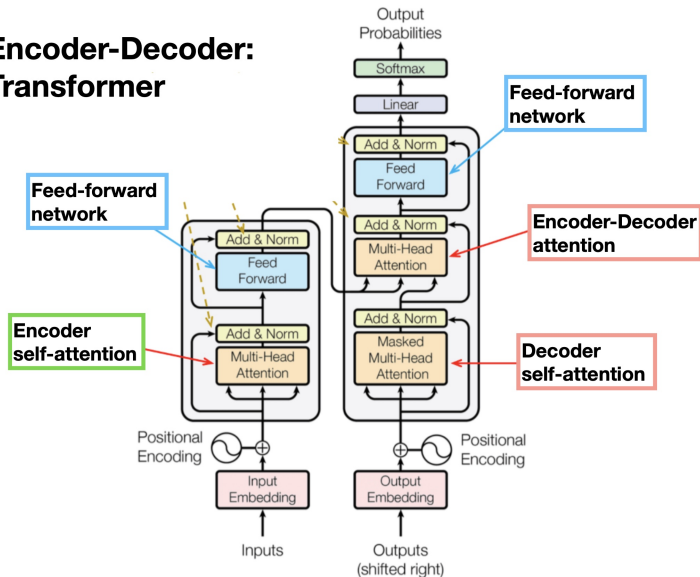 Encoder-Decoder:
Transformer
Output
Probabilities
Softmax
Linear
Add & Norm
Feed
Forward
Add & Norm
Multi-Head
Attention
Add & Norm
Masked
Multi-Head
Attention
Feed-forward
network
Encoder-Decoder
attention
Decoder
self-attention
Feed-forward
network
Add & Norm
Feed
Forward
Add & Norm
Multi-Head
Attention
Encoder
self-attention
Positional
Encoding
Positional
Encoding
Input
Embedding
Output
Embedding
Inputs
Outputs
(shifted right)